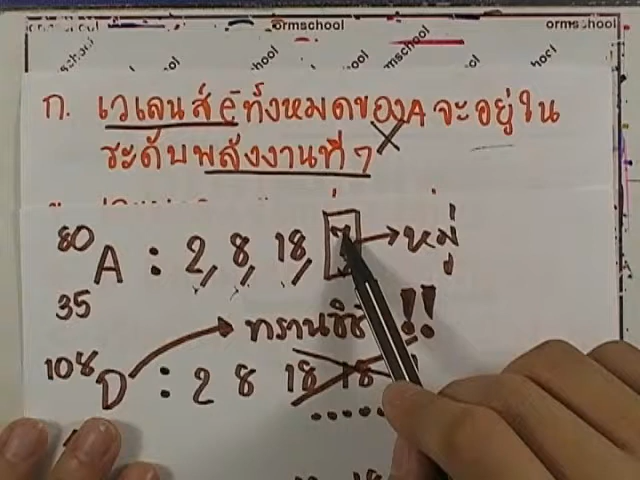 ormschool ormschool
ก. เวเลนส์ ē ทั้งหมดของ A จะอยู่ใน
ระดับพลังงานที่ 7
80
A : 2, 8, 18, 7 → หมู่
35
ทรานซิชั !!
108
D : 2 8 18 18